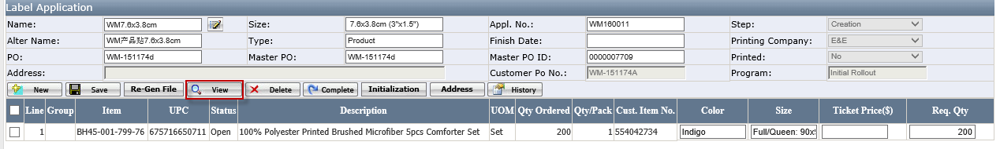 Label Application
Name: WM7.6x3.8cm Size: 7.6x3.8cm (3"x1.5") Appl. No.: WM160011 Step: Creation
Alter Name: WM产品贴7.6x3.8cm Type: Product Finish Date: Printing Company: E&E
PO: WM-151174d Master PO: WM-151174d Master PO ID: 0000007709 Printed: No
Address: Customer Po No.: WM-151174A Program: Initial Rollout
New Save Re-Gen File View Delete Complete Initialization Address History
Line Group Item UPC Status Description UOM Qty Ordered Qty/Pack Cust. Item No. Color Size Ticket Price($) Req. Qty
1 BH45-001-799-76 675716650711 Open 100% Polyester Printed Brushed Microfiber 5pcs Comforter Set Set 200 1 554042734 Indigo Full/Queen: 200